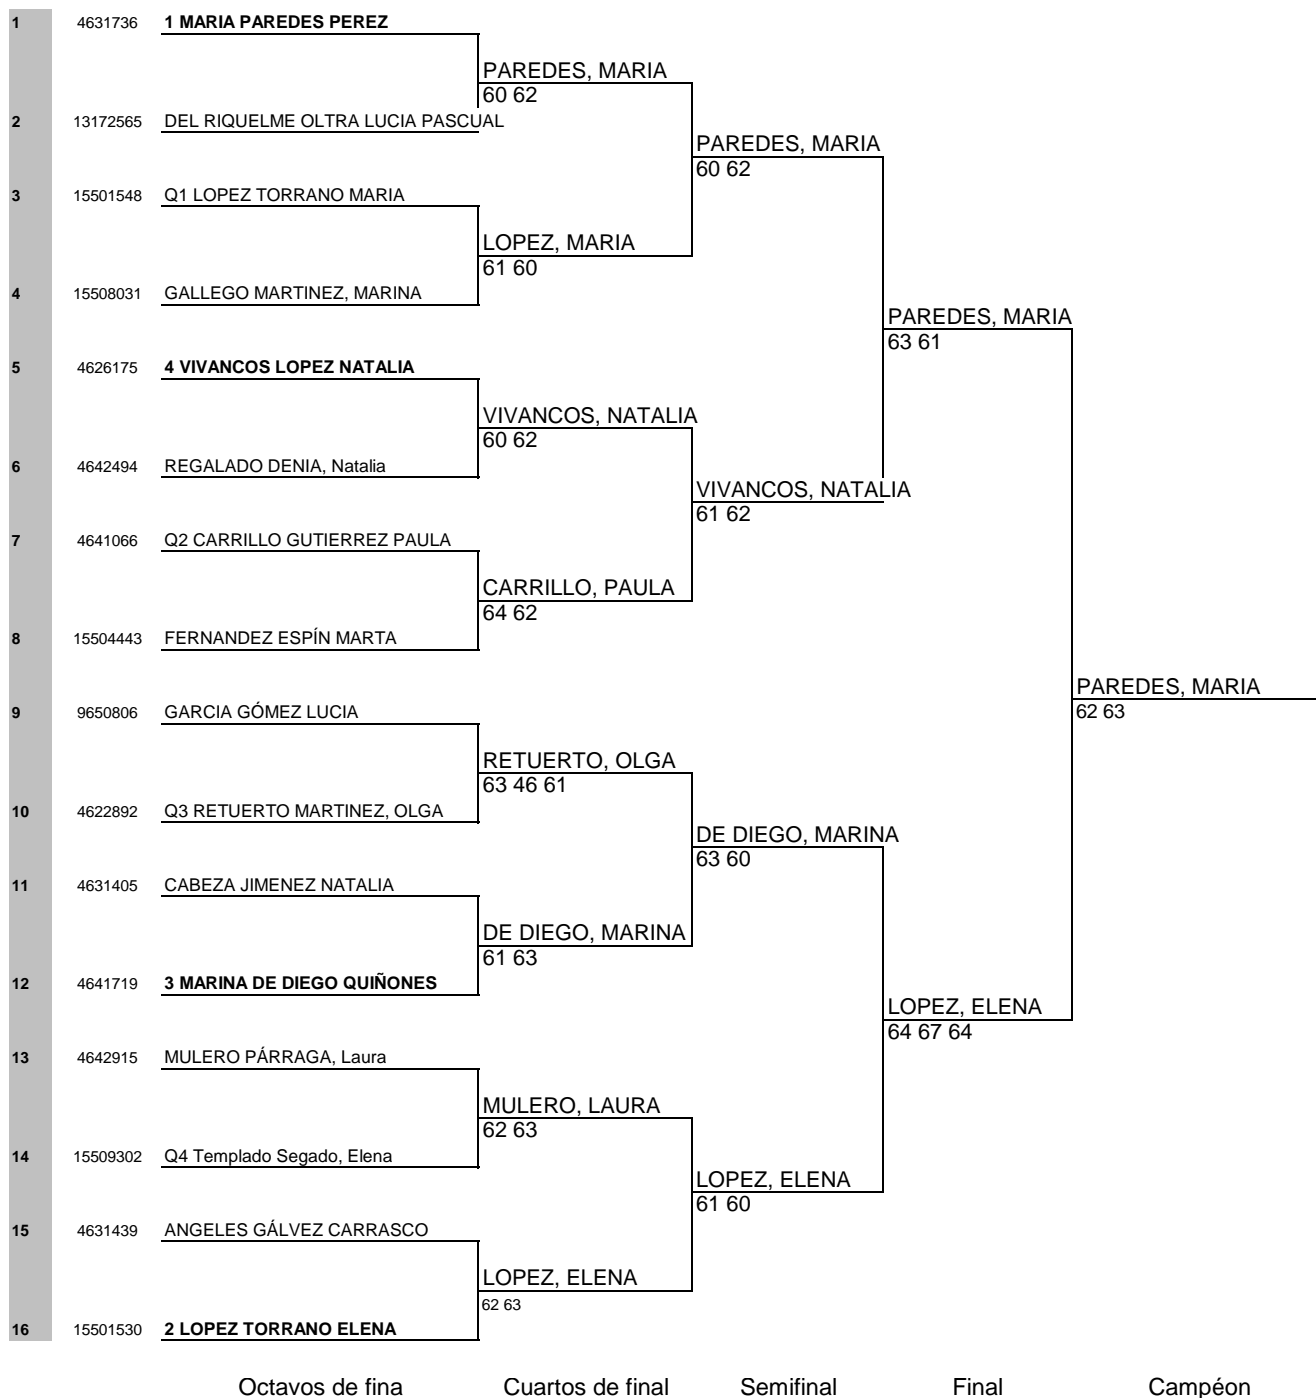 1 4631736 1 MARIA PAREDES PEREZ
PAREDES, MARIA
60 62
2 13172565 DEL RIQUELME OLTRA LUCIA PASCUAL
PAREDES, MARIA
60 62
3 15501548 Q1 LOPEZ TORRANO MARIA
LOPEZ, MARIA
61 60
4 15508031 GALLEGO MARTINEZ, MARINA
PAREDES, MARIA
63 61
5 4626175 4 VIVANCOS LOPEZ NATALIA
VIVANCOS, NATALIA
60 62
6 4642494 REGALADO DENIA, Natalia
VIVANCOS, NATALIA
61 62
7 4641066 Q2 CARRILLO GUTIERREZ PAULA
CARRILLO, PAULA
64 62
8 15504443 FERNANDEZ ESPÍN MARTA
PAREDES, MARIA
62 63
9 9650806 GARCIA GÓMEZ LUCIA
RETUERTO, OLGA
63 46 61
10 4622892 Q3 RETUERTO MARTINEZ, OLGA
DE DIEGO, MARINA
63 60
11 4631405 CABEZA JIMENEZ NATALIA
DE DIEGO, MARINA
61 63
12 4641719 3 MARINA DE DIEGO QUIÑONES
LOPEZ, ELENA
64 67 64
13 4642915 MULERO PÁRRAGA, Laura
MULERO, LAURA
62 63
14 15509302 Q4 Templado Segado, Elena
LOPEZ, ELENA
61 60
15 4631439 ANGELES GÁLVEZ CARRASCO
LOPEZ, ELENA
62 63
16 15501530 2 LOPEZ TORRANO ELENA
Octavos de fina Cuartos de final Semifinal Final Campéon